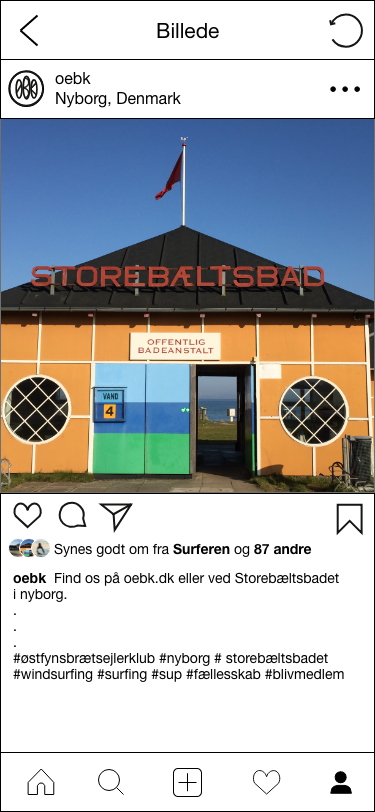 Billede
oebk
Nyborg, Denmark
STOREBÆLTSBAD
OFFENTLIG
BADEANSTALT
VAND
4
Synes godt om fra Surferen og 87 andre
oebk Find os på oebk.dk eller ved Storebæltsbadet
i nyborg.
.
.
.
#østfynsbrætsejlerklub #nyborg # storebæltsbadet
#windsurfing #surfing #sup #fællesskab #blivmedlem